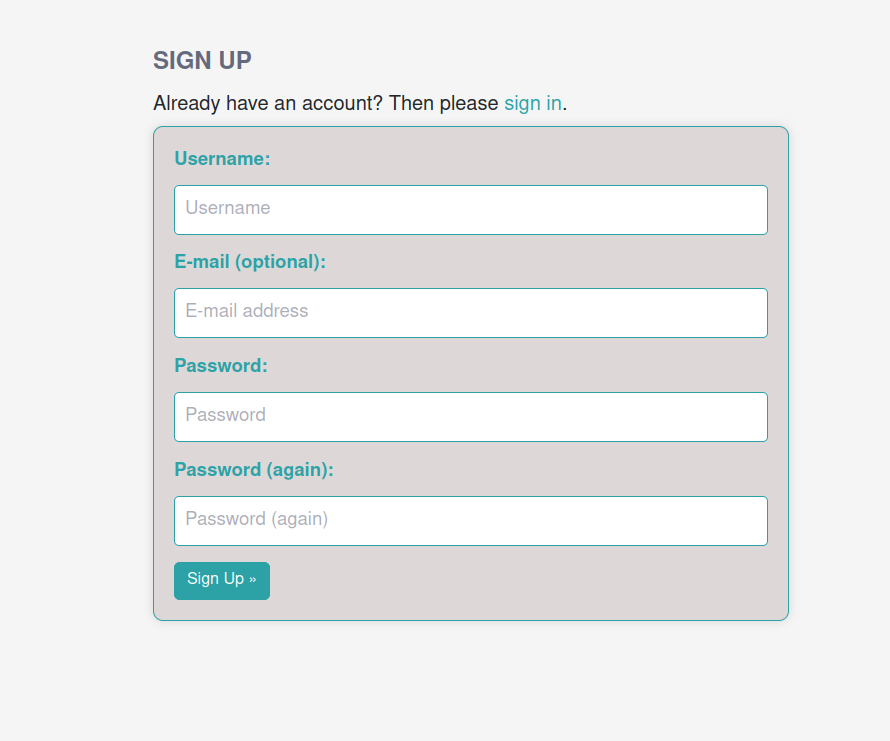 SIGN UP
Already have an account? Then please sign in.
Username:
Username
E-mail (optional):
E-mail address
Password:
Password
Password (again):
Password (again)
Sign Up »